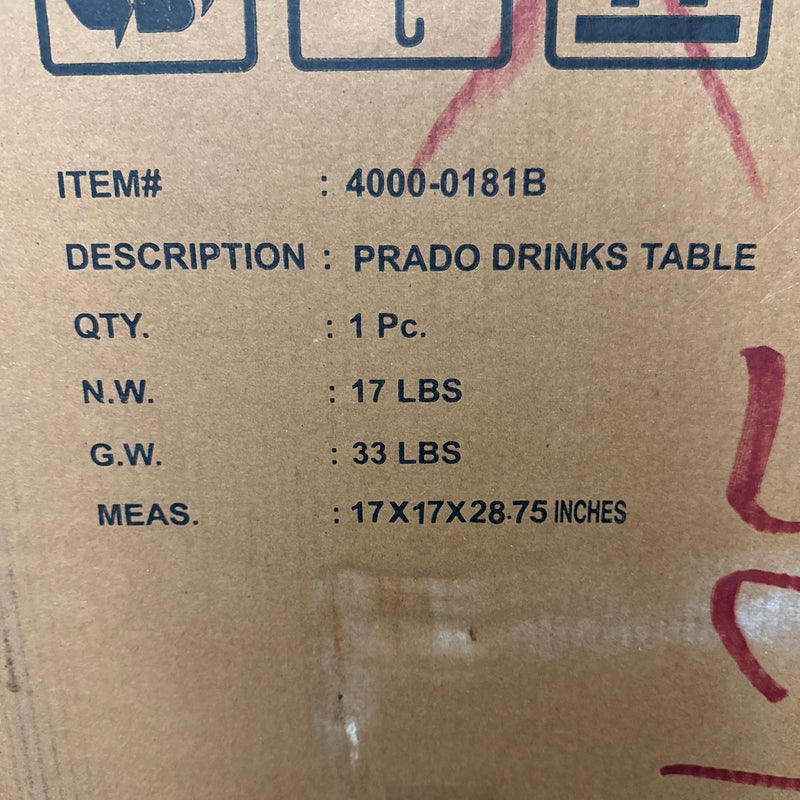 ITEM# : 4000-0181B
DESCRIPTION : PRADO DRINKS TABLE
QTY. : 1 Pc.
N.W. : 17 LBS
G.W. : 33 LBS
MEAS. : 17X17X28.75 INCHES